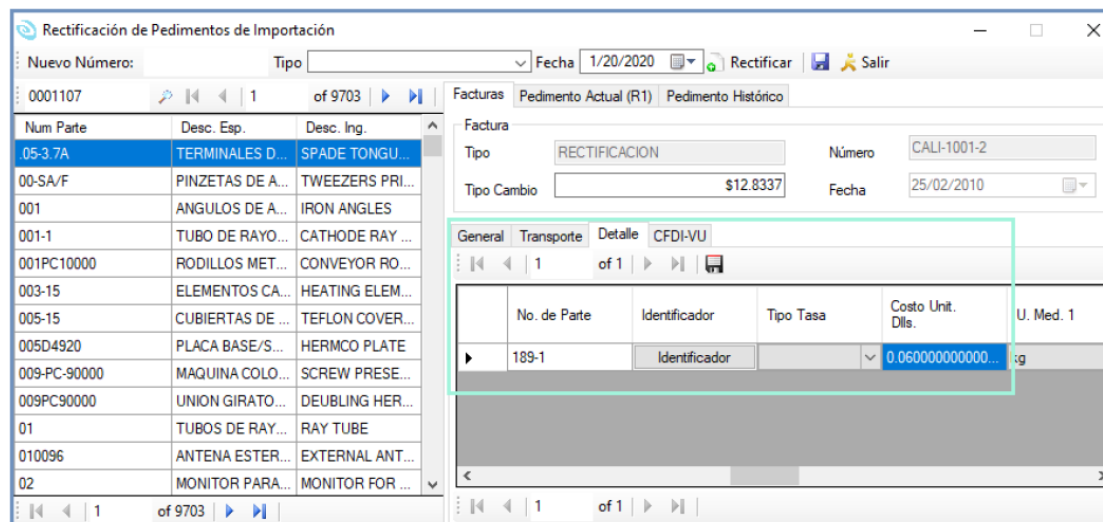 Rectificación de Pedimentos de Importación
Nuevo Número: Tipo Fecha 1/20/2020 Rectificar Salir
0001107 1 of 9703
Num Parte Desc. Esp. Desc. Ing.
.05-3.7A TERMINALES D... SPADE TONGU...
00-SA/F PINZETAS DE A... TWEEZERS PRI...
001 ANGULOS DE A... IRON ANGLES
001-1 TUBO DE RAYO... CATHODE RAY ...
001PC10000 RODILLOS MET... CONVEYOR RO...
003-15 ELEMENTOS CA... HEATING ELEM...
005-15 CUBIERTAS DE ... TEFLON COVER...
005D4920 PLACA BASE/S... HERMCO PLATE
009-PC-90000 MAQUINA COLO... SCREW PRESE...
009PC90000 UNION GIRATO... DEUBLING HER...
01 TUBOS DE RAY... RAY TUBE
010096 ANTENA ESTER... EXTERNAL ANT...
02 MONITOR PARA... MONITOR FOR ...
1 of 9703
Facturas Pedimento Actual (R1) Pedimento Histórico
Factura
Tipo RECTIFICACION Número CALI-1001-2
Tipo Cambio $12.8337 Fecha 25/02/2010
General Transporte Detalle CFDI-VU
1 of 1
No. de Parte Identificador Tipo Tasa Costo Unit. Dlls. U. Med. 1
189-1 Identificador 0.060000000000... kg
1 of 1